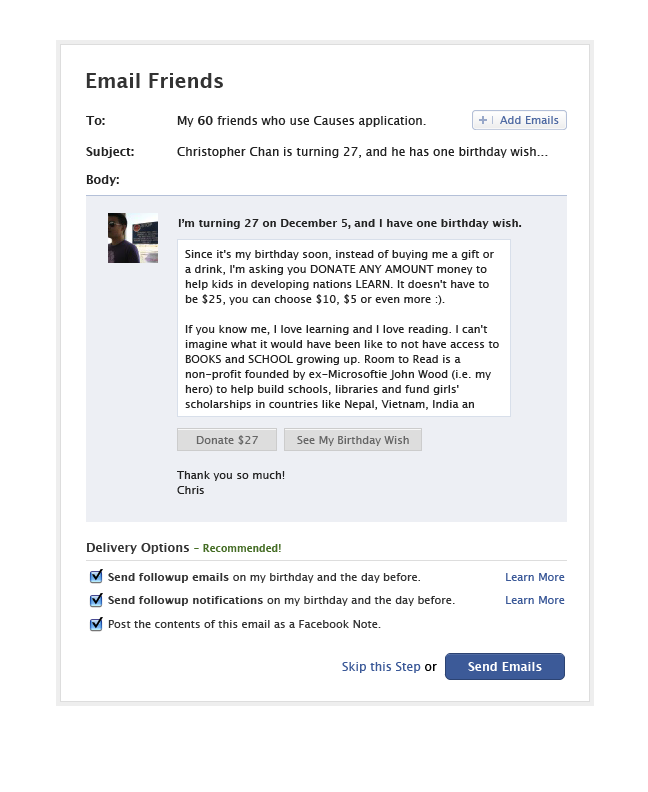 Email Friends
To: My 60 friends who use Causes application. + Add Emails
Subject: Christopher Chan is turning 27, and he has one birthday wish...
Body:
I'm turning 27 on December 5, and I have one birthday wish.
Since it's my birthday soon, instead of buying me a gift or
a drink, I'm asking you DONATE ANY AMOUNT money to
help kids in developing nations LEARN. It doesn't have to
be $25, you can choose $10, $5 or even more :).
If you know me, I love learning and I love reading. I can't
imagine what it would have been like to not have access to
BOOKS and SCHOOL growing up. Room to Read is a
non-profit founded by ex-Microsoftie John Wood (i.e. my
hero) to help build schools, libraries and fund girls'
scholarships in countries like Nepal, Vietnam, India an
Donate $27 See My Birthday Wish
Thank you so much!
Chris
Delivery Options - Recommended!
Send followup emails on my birthday and the day before. Learn More
Send followup notifications on my birthday and the day before. Learn More
Post the contents of this email as a Facebook Note.
Skip this Step or Send Emails